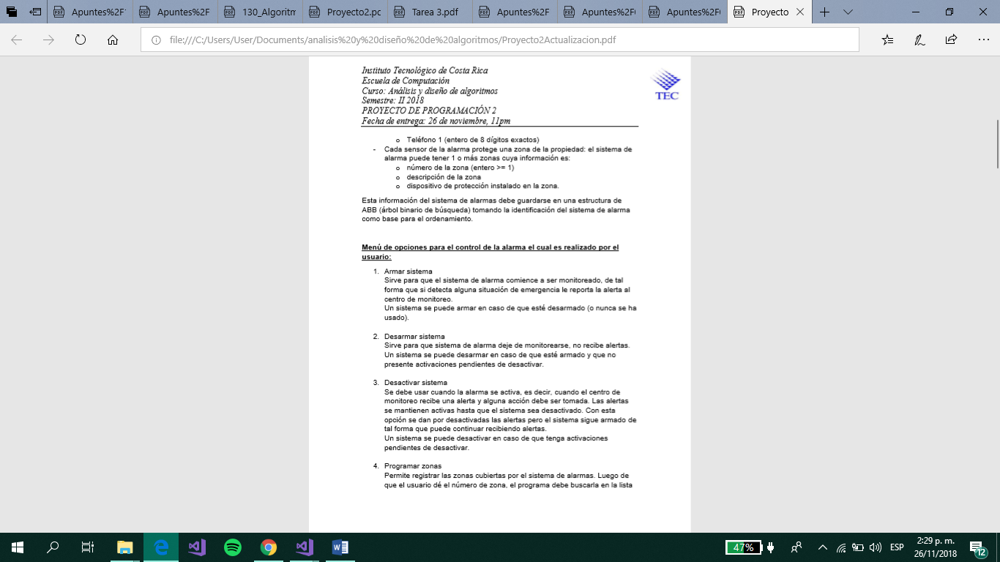 Apuntes%2F
Apuntes%2F
130_Algoritm
Proyecto2.pc
Tarea 3.pdf
Apuntes%2F
Apuntes%2F
Apuntes%2F
Proyecto
file:///C:/Users/User/Documents/analisis%20y%20diseño%20de%20algoritmos/Proyecto2Actualizacion.pdf
Instituto Tecnológico de Costa Rica
Escuela de Computación
Curso: Análisis y diseño de algoritmos
Semestre: II 2018
PROYECTO DE PROGRAMACIÓN 2
Fecha de entrega: 26 de noviembre, 11pm
TEC
o Teléfono 1 (entero de 8 dígitos exactos)
- Cada sensor de la alarma protege una zona de la propiedad: el sistema de
alarma puede tener 1 o más zonas cuya información es:
o número de la zona (entero >= 1)
o descripción de la zona
o dispositivo de protección instalado en la zona.
Esta información del sistema de alarmas debe guardarse en una estructura de
ABB (árbol binario de búsqueda) tomando la identificación del sistema de alarma
como base para el ordenamiento.
Menú de opciones para el control de la alarma el cual es realizado por el
usuario:
1. Armar sistema
Sirve para que el sistema de alarma comience a ser monitoreado, de tal
forma que si detecta alguna situación de emergencia le reporta la alerta al
centro de monitoreo.
Un sistema se puede armar en caso de que esté desarmado (o nunca se ha
usado).
2. Desarmar sistema
Sirve para que sistema de alarma deje de monitorearse, no recibe alertas.
Un sistema se puede desarmar en caso de que esté armado y que no
presente activaciones pendientes de desactivar.
3. Desactivar sistema
Se debe usar cuando la alarma se activa, es decir, cuando el centro de
monitoreo recibe una alerta y alguna acción debe ser tomada. Las alertas
se mantienen activas hasta que el sistema sea desactivado. Con esta
opción se dan por desactivadas las alertas pero el sistema sigue armado de
tal forma que puede continuar recibiendo alertas.
Un sistema se puede desactivar en caso de que tenga activaciones
pendientes de desactivar.
4. Programar zonas
Permite registrar las zonas cubiertas por el sistema de alarmas. Luego de
que el usuario dé el número de zona, el programa debe buscarla en la lista
47%
ESP
2:29 p. m.
26/11/2018
12